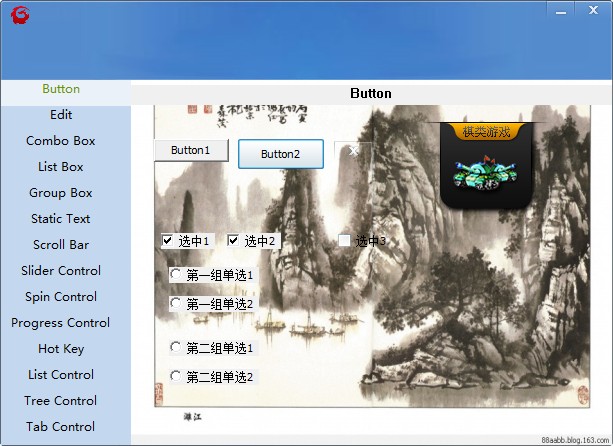 Button
Button
Edit
Combo Box
List Box
Group Box
Static Text
Scroll Bar
Slider Control
Spin Control
Progress Control
Hot Key
List Control
Tree Control
Tab Control
Button1
Button2
棋类游戏
选中1
选中2
选中3
第一组单选1
第一组单选2
第二组单选1
第二组单选2
漓江
88aabb.blog.163.com